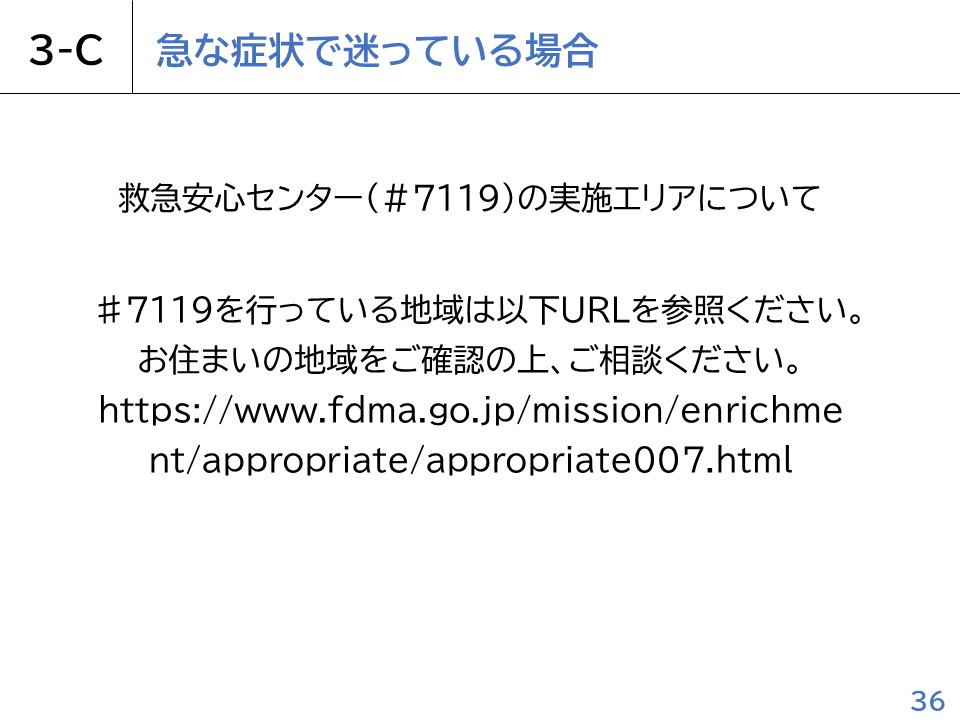 3-C
急な症状で迷っている場合
救急安心センター(＃7119)の実施エリアについて
＃7119を行っている地域は以下URLを参照ください。
お住まいの地域をご確認の上、ご相談ください。
https://www.fdma.go.jp/mission/enrichme
nt/appropriate/appropriate007.html
36